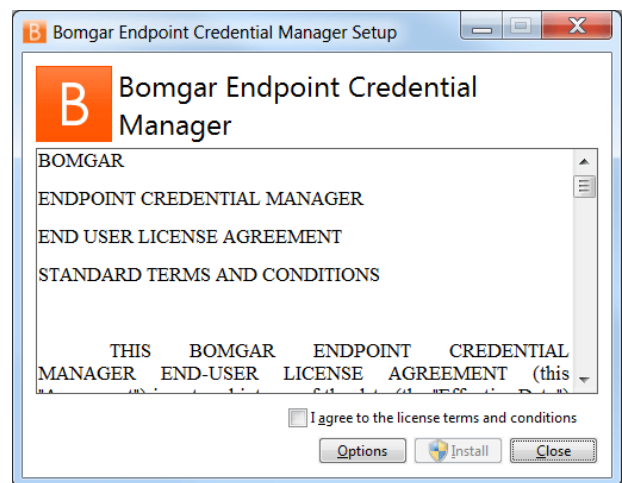 B Bomgar Endpoint Credential Manager Setup
B
Bomgar Endpoint Credential
Manager
BOMGAR
ENDPOINT CREDENTIAL MANAGER
END USER LICENSE AGREEMENT
STANDARD TERMS AND CONDITIONS
THIS BOMGAR ENDPOINT CREDENTIAL
MANAGER END-USER LICENSE AGREEMENT (this
I agree to the license terms and conditions
Options Install Close